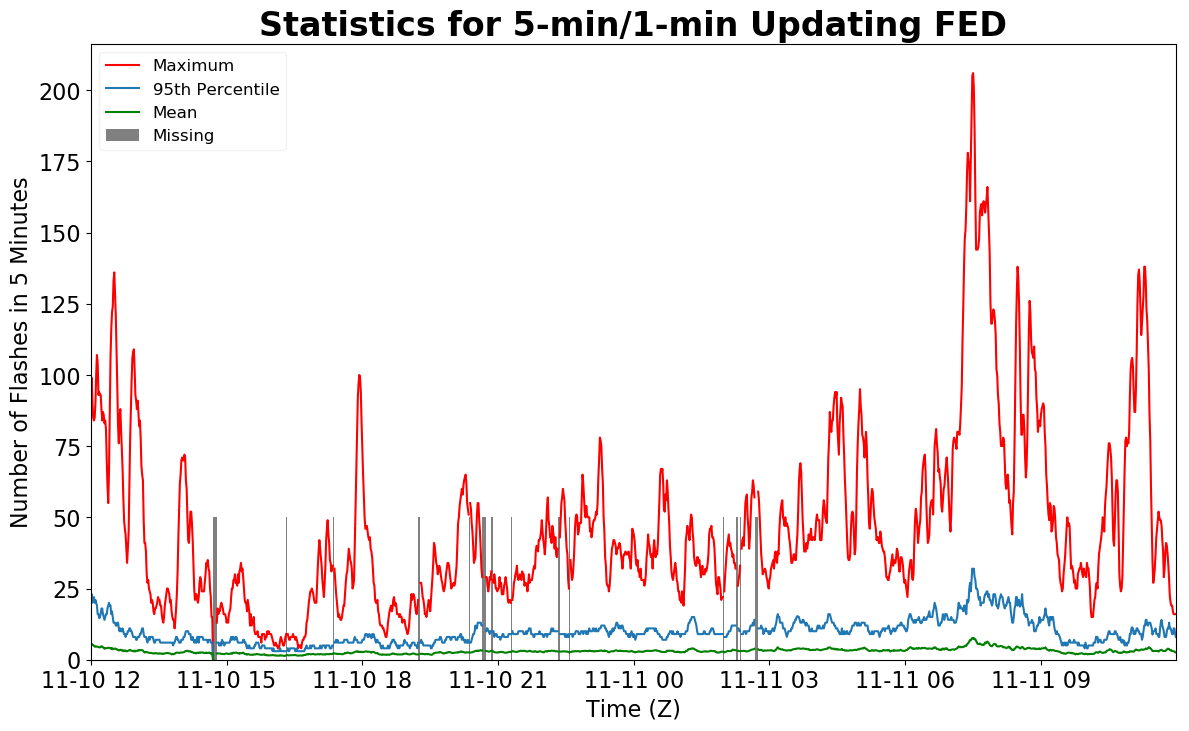 Statistics for 5-min/1-min Updating FED
Number of Flashes in 5 Minutes
200
175
150
125
100
75
50
25
0
Maximum
95th Percentile
Mean
Missing
11-10 12 11-10 15 11-10 18 11-10 21 11-11 00 11-11 03 11-11 06 11-11 09
Time (Z)